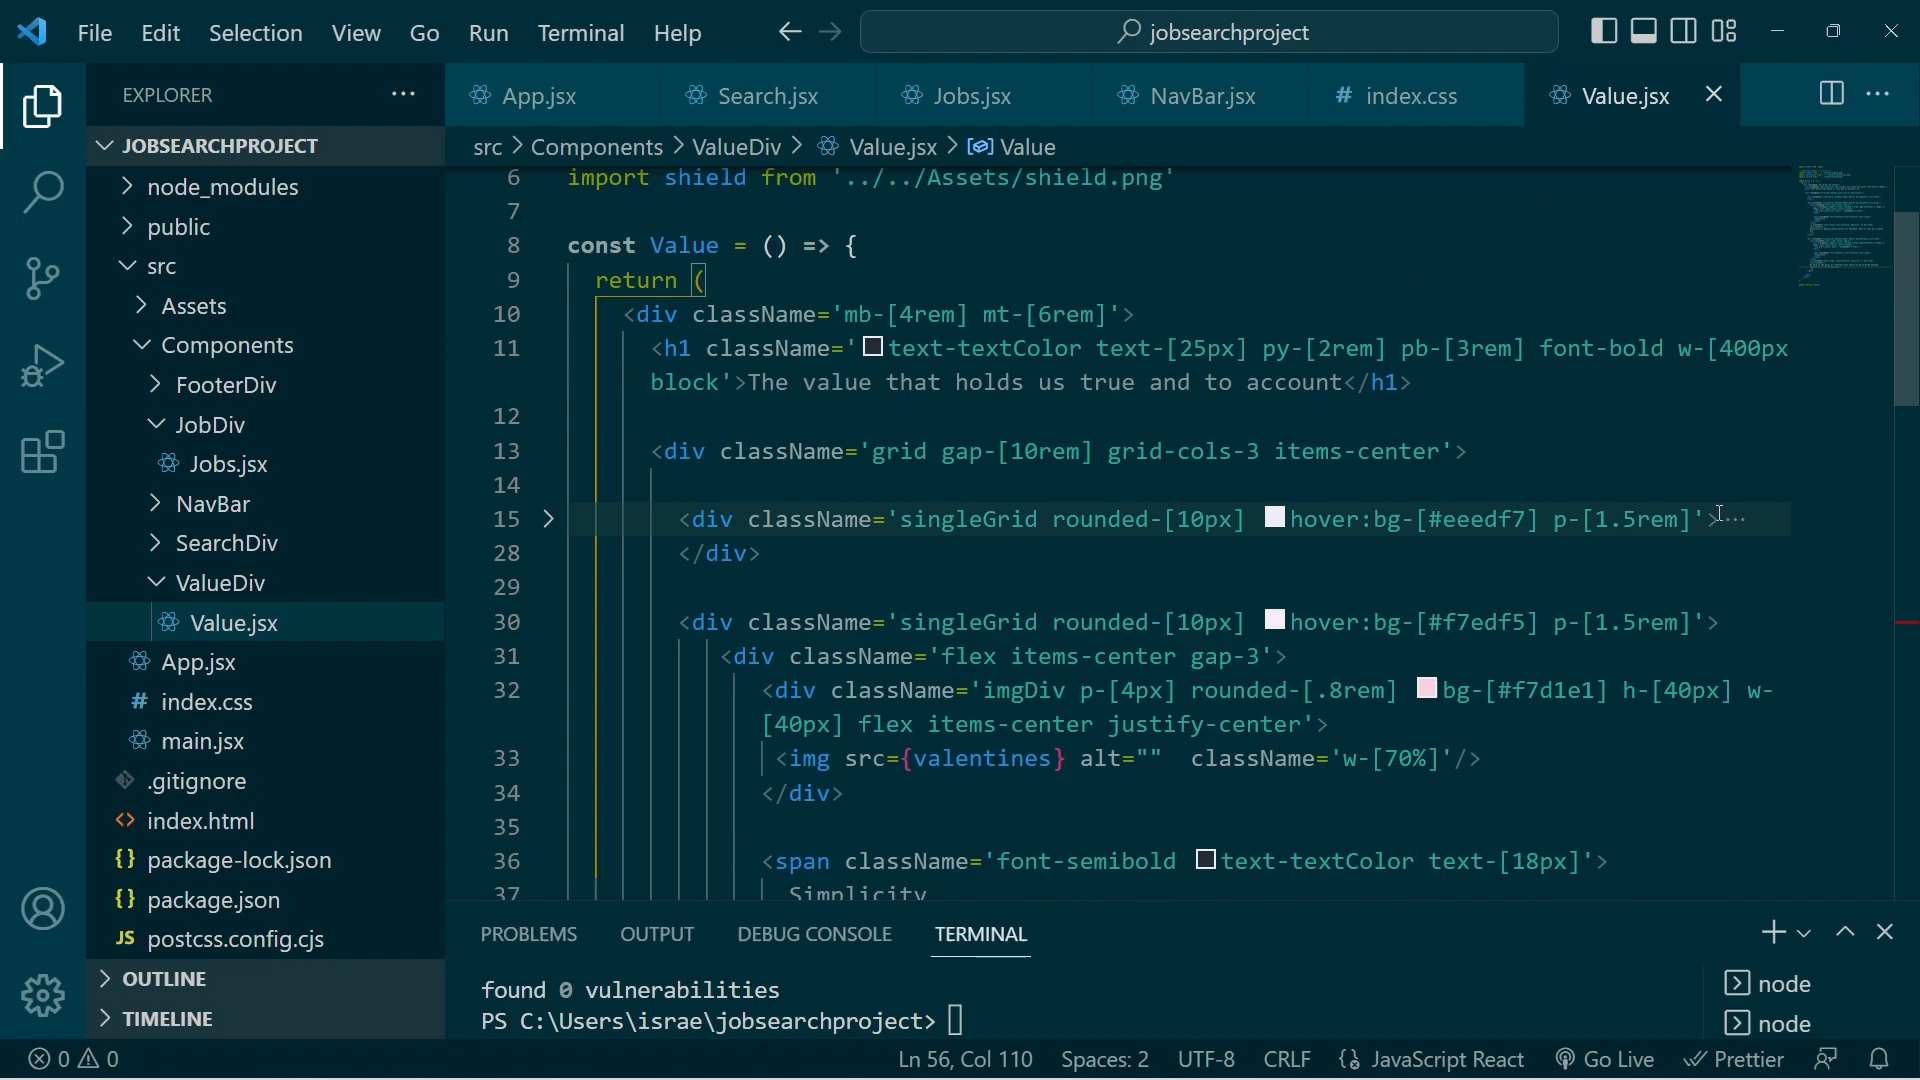 File Edit Selection View Go Run Terminal Help
jobsearchproject
EXPLORER
App.jsx
Search.jsx
Jobs.jsx
NavBar.jsx
# index.css
Value.jsx
JOBSEARCHPROJECT
node_modules
public
src
Assets
Components
FooterDiv
JobDiv
Jobs.jsx
NavBar
SearchDiv
ValueDiv
Value.jsx
App.jsx
# index.css
main.jsx
.gitignore
<> index.html
{} package-lock.json
{} package.json
JS postcss.config.cjs
OUTLINE
TIMELINE
src > Components > ValueDiv > Value.jsx > Value
6 import shield from '../../Assets/shield.png'
7
8 const Value = () => {
9 return (
10 <div className='mb-[4rem] mt-[6rem]'>
11 <h1 className='text-textColor text-[25px] py-[2rem] pb-[3rem] font-bold w-[400px
block'>The value that holds us true and to account</h1>
12
13 <div className='grid gap-[10rem] grid-cols-3 items-center'>
14
15 <div className='singleGrid rounded-[10px] hover:bg-[#eeedf7] p-[1.5rem]'>···
28 </div>
29
30 <div className='singleGrid rounded-[10px] hover:bg-[#f7edf5] p-[1.5rem]'>
31 <div className='flex items-center gap-3'>
32 <div className='imgDiv p-[4px] rounded-[.8rem] bg-[#f7d1e1] h-[40px] w-
[40px] flex items-center justify-center'>
33 <img src={valentines} alt="" className='w-[70%]'/>
34 </div>
35
36 <span className='font-semibold text-textColor text-[18px]'>
37 Simplicity
PROBLEMS OUTPUT DEBUG CONSOLE TERMINAL
found 0 vulnerabilities
PS C:\Users\israe\jobsearchproject>
node
node
0 0
Ln 56, Col 110 Spaces: 2 UTF-8 CRLF JavaScript React Go Live Prettier